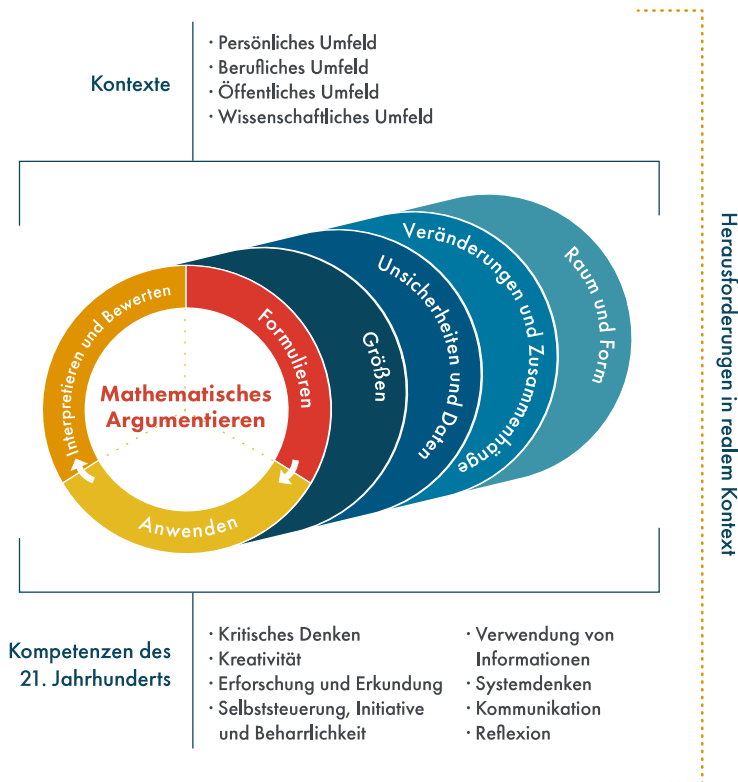 Kontexte
· Persönliches Umfeld
· Berufliches Umfeld
· Öffentliches Umfeld
· Wissenschaftliches Umfeld
Interpretieren und Bewerten
Formulieren
Anwenden
Mathematisches
Argumentieren
Größen
Unsicherheiten und Daten
Veränderungen und Zusammenhänge
Raum und Form
Herausforderungen in realem Kontext
Kompetenzen des
21. Jahrhunderts
· Kritisches Denken
· Kreativität
· Erforschung und Erkundung
· Selbststeuerung, Initiative
und Beharrlichkeit
· Verwendung von
Informationen
· Systemdenken
· Kommunikation
· Reflexion